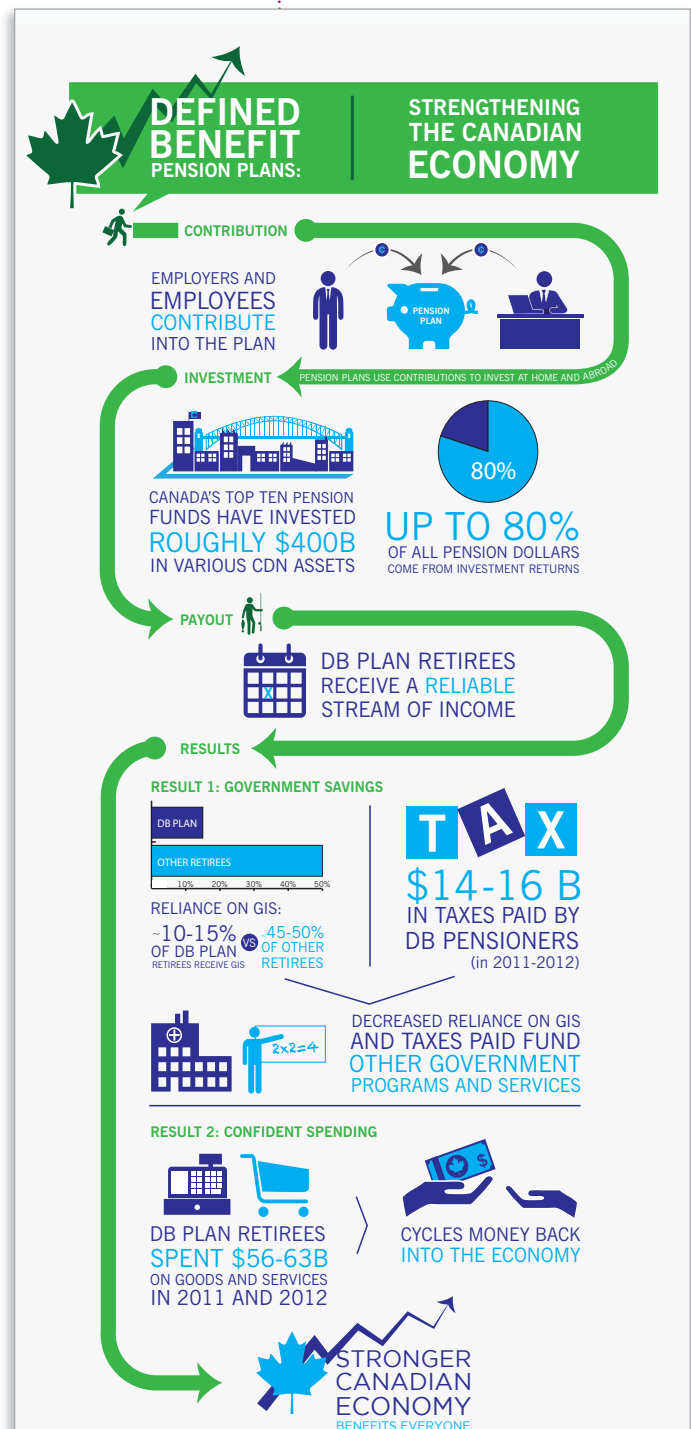 DEFINED
BENEFIT
PENSION PLANS:
STRENGTHENING
THE CANADIAN
ECONOMY
CONTRIBUTION
EMPLOYERS AND
EMPLOYEES
CONTRIBUTE
INTO THE PLAN
¢
¢
PENSION
PLAN
INVESTMENT
PENSION PLANS USE CONTRIBUTIONS TO INVEST AT HOME AND ABROAD
CANADA'S TOP TEN PENSION
FUNDS HAVE INVESTED
ROUGHLY $400B
IN VARIOUS CDN ASSETS
80%
UP TO 80%
OF ALL PENSION DOLLARS
COME FROM INVESTMENT RETURNS
PAYOUT
X
DB PLAN RETIREES
RECEIVE A RELIABLE
STREAM OF INCOME
RESULTS
RESULT 1: GOVERNMENT SAVINGS
DB PLAN
OTHER RETIREES
10% 20% 30% 40% 50%
RELIANCE ON GIS:
~10-15%
OF DB PLAN
RETIREES RECEIVE GIS
VS
~45-50%
OF OTHER
RETIREES
TAX
$14-16 B
IN TAXES PAID BY
DB PENSIONERS
(in 2011-2012)
2x2=4
DECREASED RELIANCE ON GIS
AND TAXES PAID FUND
OTHER GOVERNMENT
PROGRAMS AND SERVICES
RESULT 2: CONFIDENT SPENDING
DB PLAN RETIREES
SPENT $56-63B
ON GOODS AND SERVICES
IN 2011 AND 2012
$
CYCLES MONEY BACK
INTO THE ECONOMY
STRONGER
CANADIAN
ECONOMY
BENEFITS EVERYONE